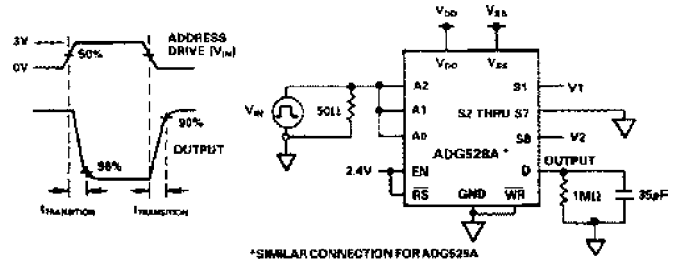 3V
0V
50%
ADDRESS
DRIVE (VIN)
90%
OUTPUT
tTRANSITION
tTRANSITION
VDD
VSS
VDD
VSS
VIN
50Ω
A2
A1
A0
2.4V
EN
RS
S1
V1
S2 THRU S7
S8
V2
ADG528A *
OUTPUT
D
GND
WR
1MΩ
35pF
*SIMILAR CONNECTION FOR ADG529A